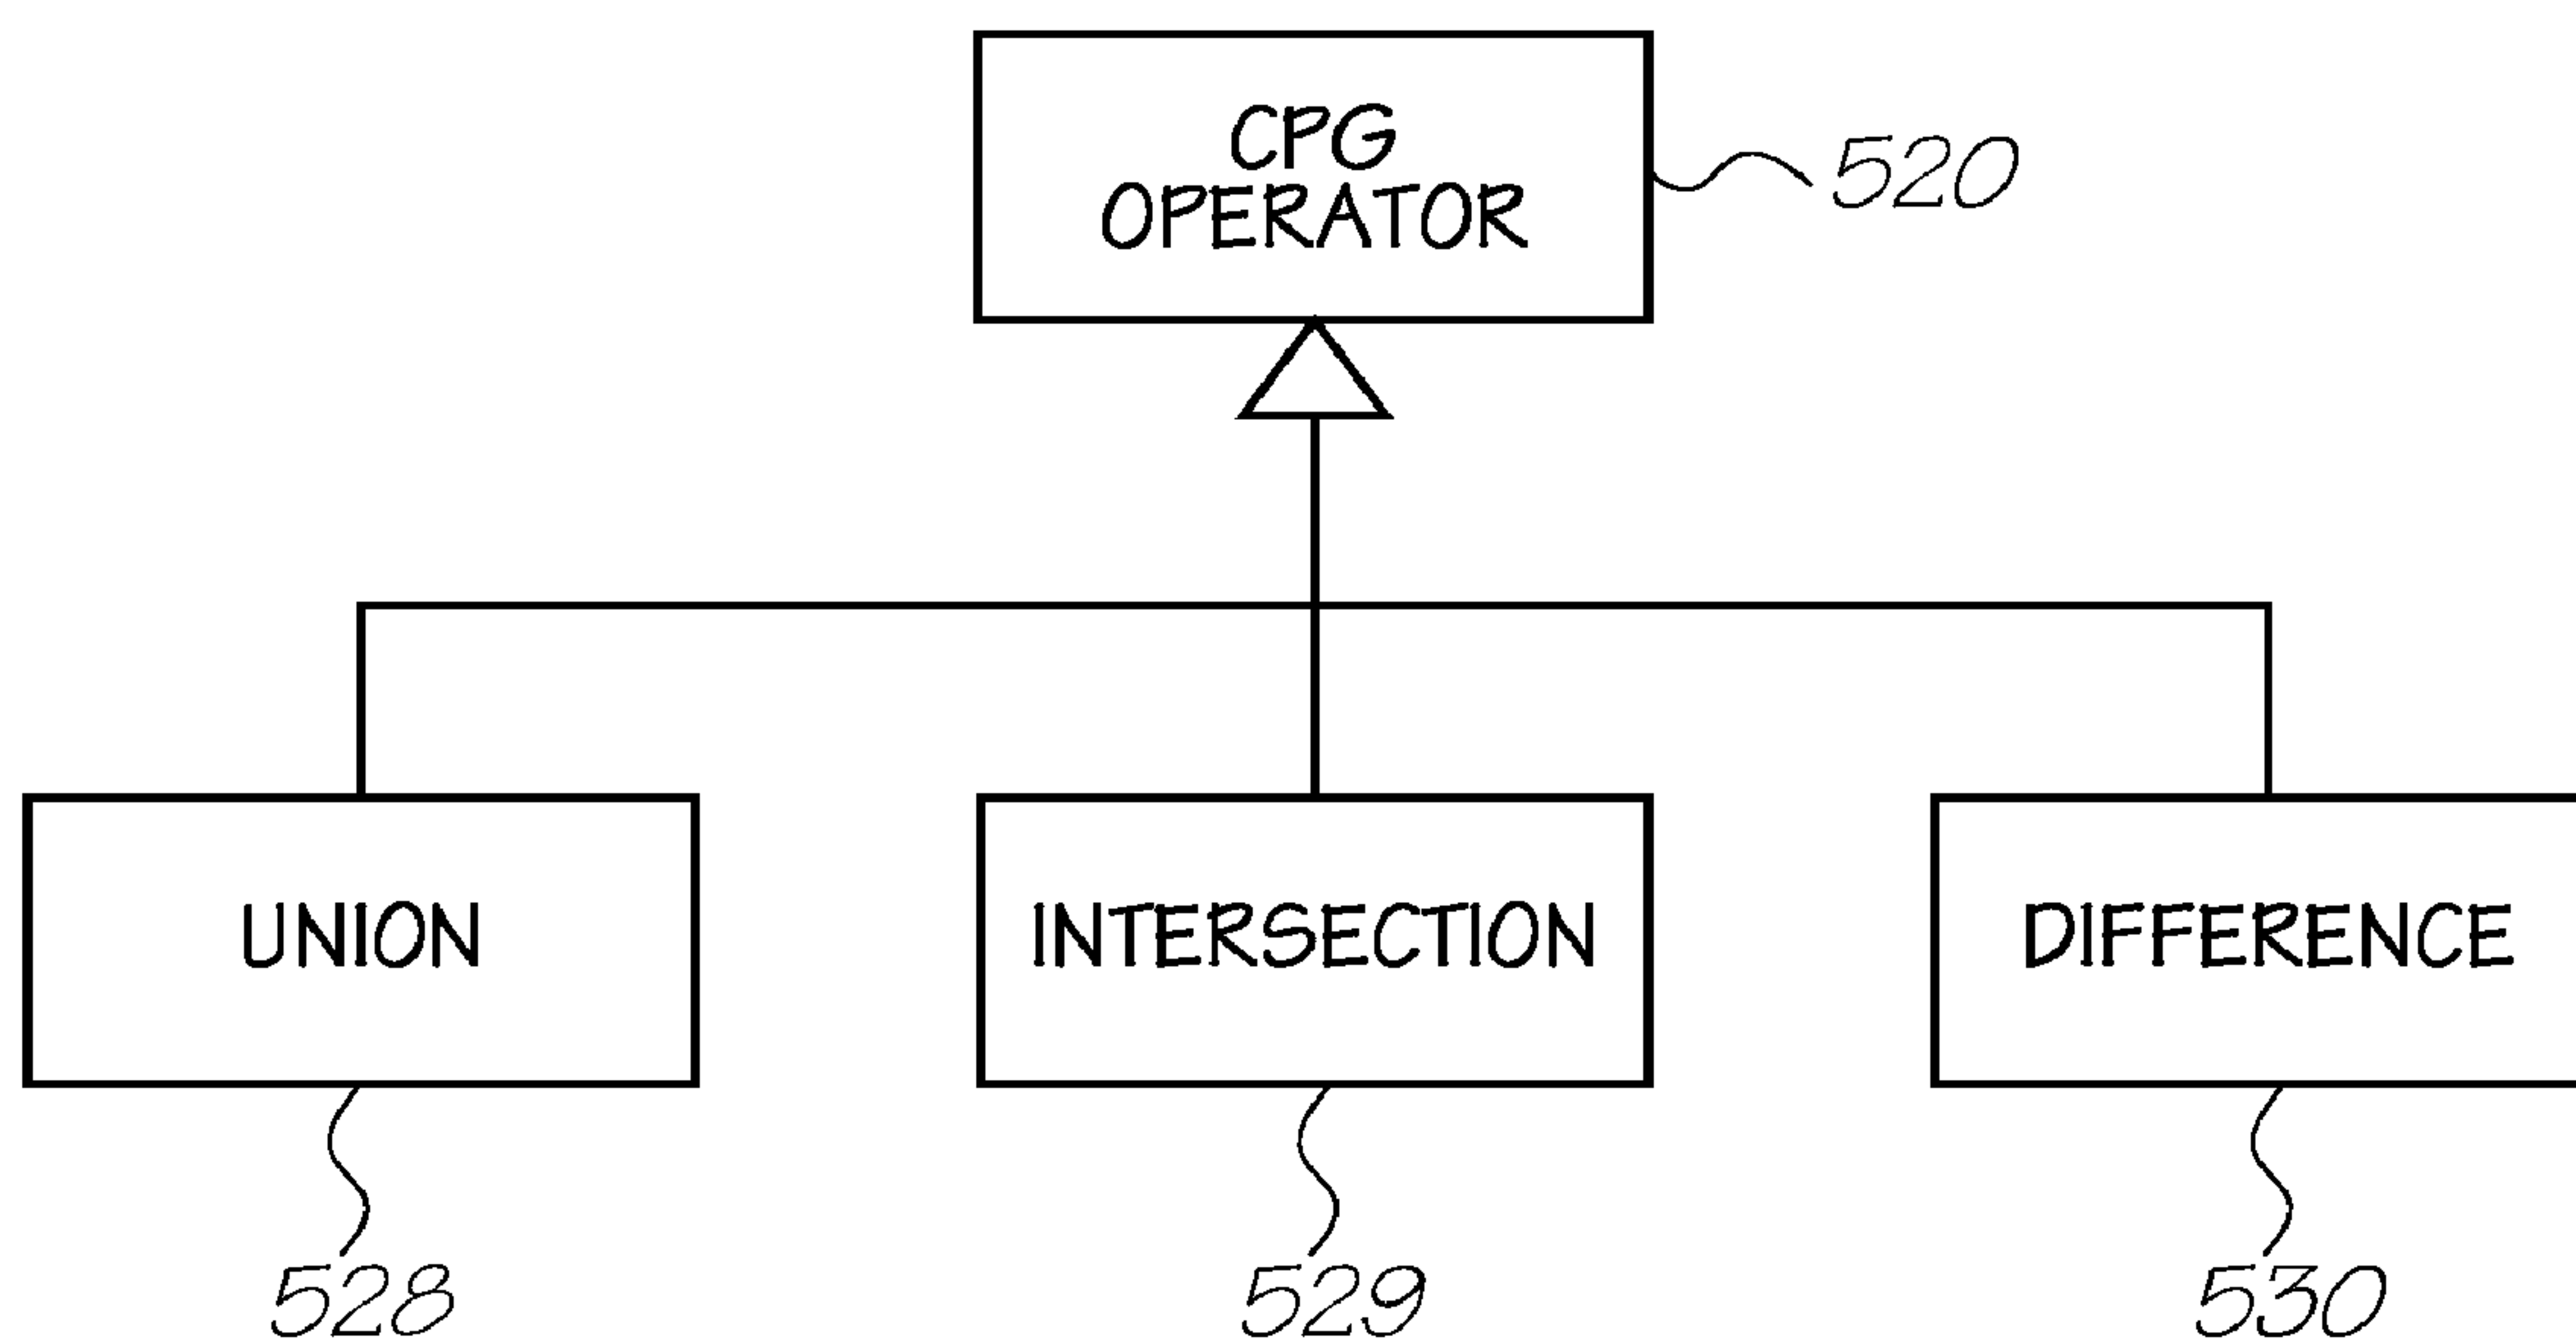 CPG
OPERATOR
520
UNION
INTERSECTION
DIFFERENCE
528
529
530